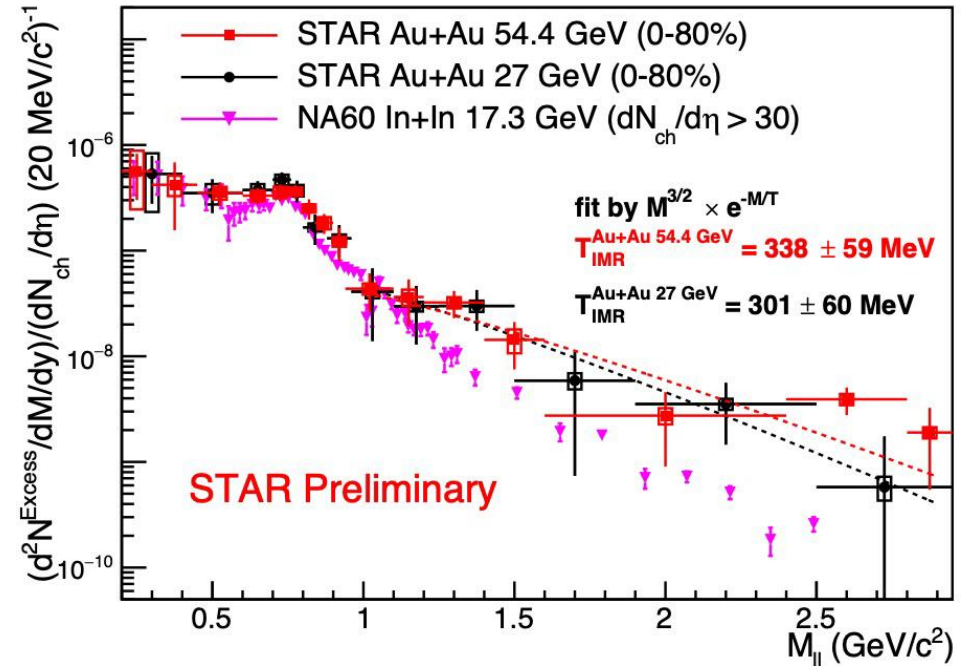 (d²N^Excess/dM/dy)/(dN_ch/dη) (20 MeV/c²)⁻¹
STAR Au+Au 54.4 GeV (0-80%)
STAR Au+Au 27 GeV (0-80%)
NA60 In+In 17.3 GeV (dN_ch/dη > 30)
10⁻⁶
fit by M^3/2 × e^-M/T
T_IMR^Au+Au 54.4 GeV = 338 ± 59 MeV
T_IMR^Au+Au 27 GeV = 301 ± 60 MeV
10⁻⁸
STAR Preliminary
10⁻¹⁰
0.5 1 1.5 2 2.5
M_ll (GeV/c²)